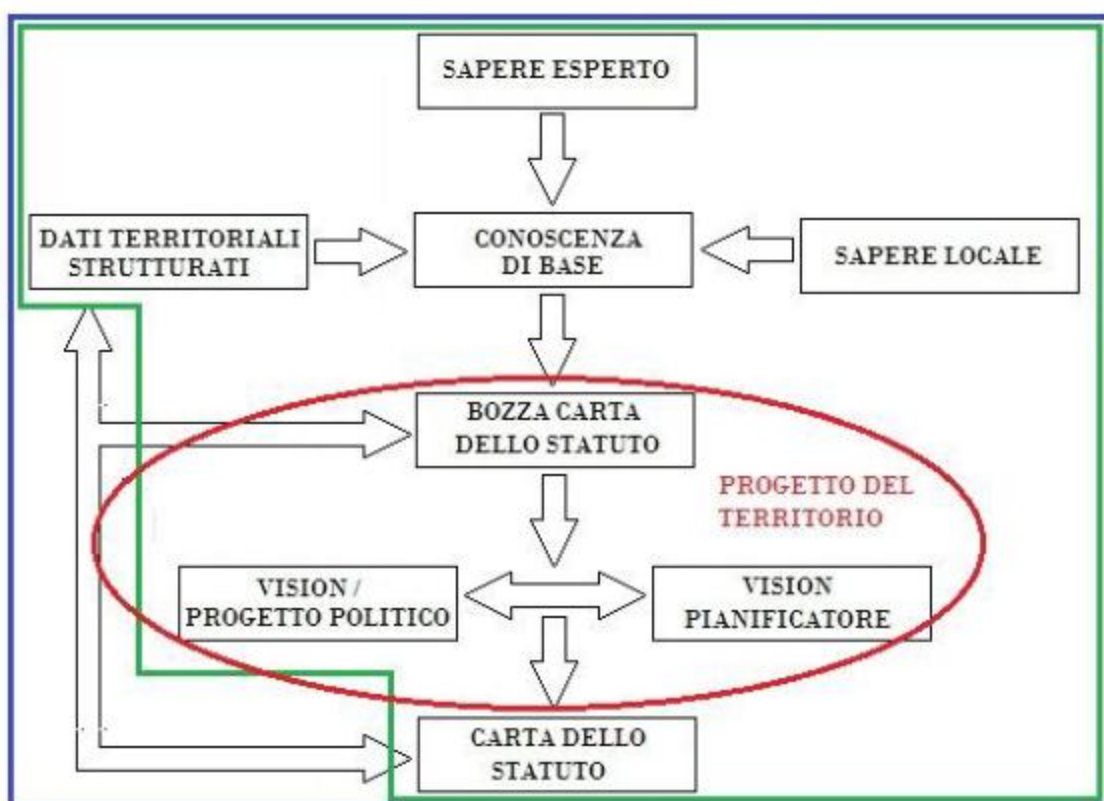 SAPERE ESPERTO
DATI TERRITORIALI
STRUTTURATI
CONOSCENZA
DI BASE
SAPERE LOCALE
BOZZA CARTA
DELLO STATUTO
PROGETTO DEL
TERRITORIO
VISION /
PROGETTO POLITICO
VISION
PIANIFICATORE
CARTA DELLO
STATUTO